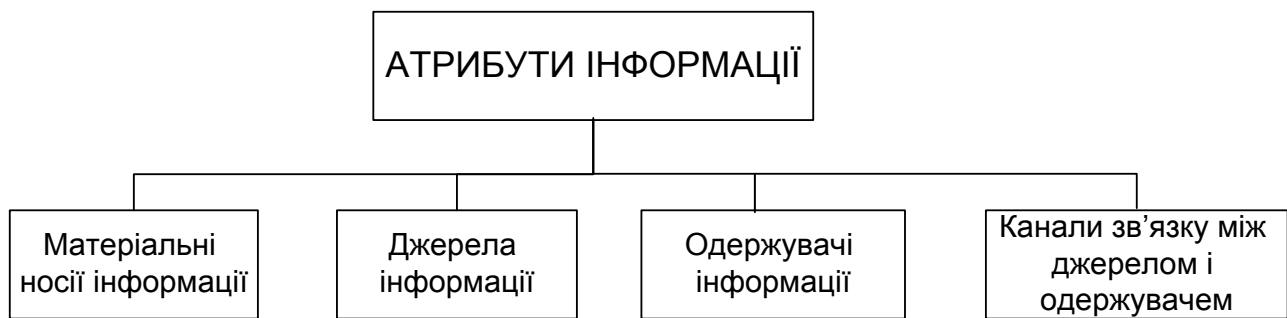 АТРИБУТИ ІНФОРМАЦІЇ
Матеріальні
носії інформації
Джерела
інформації
Одержувачі
інформації
Канали зв’язку між
джерелом і
одержувачем